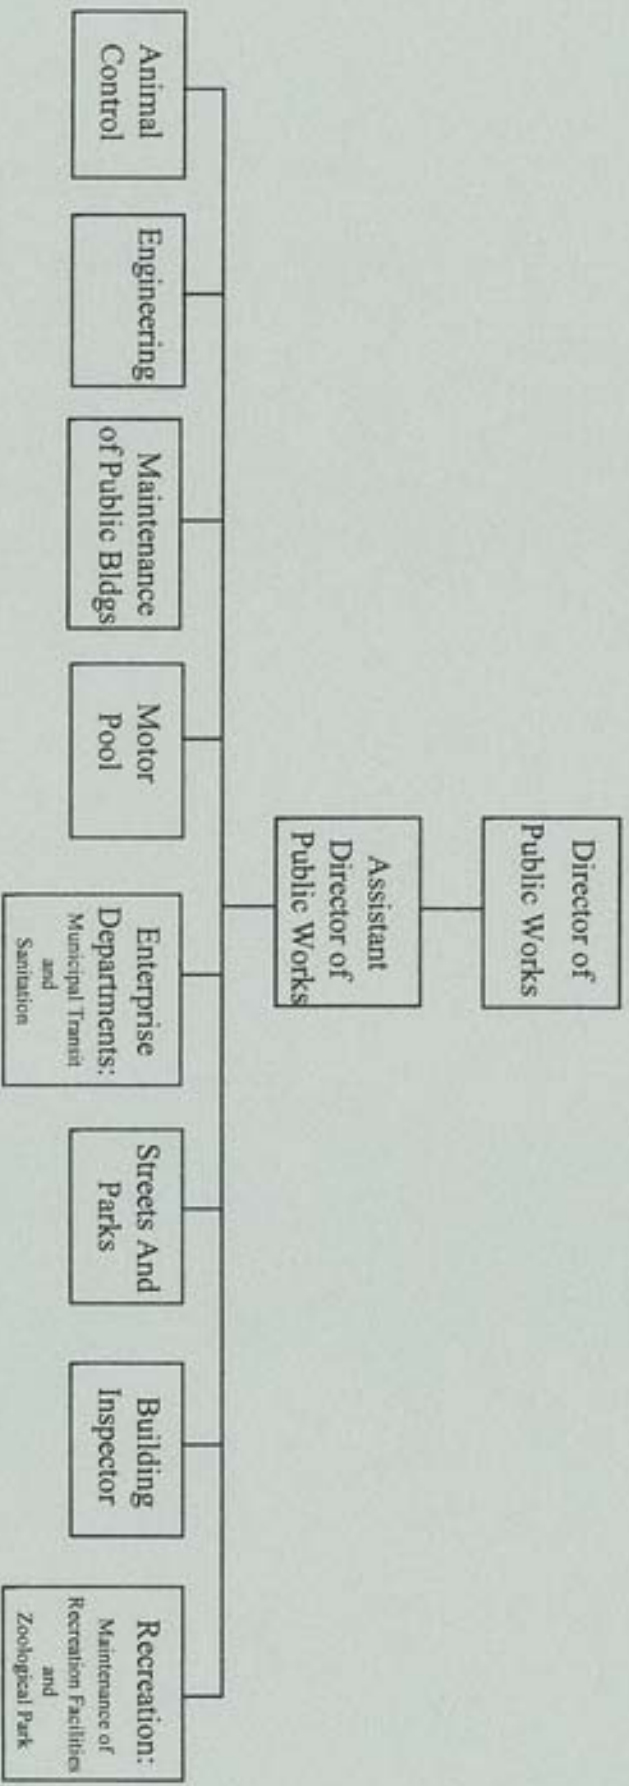 Director of
Public Works
Assistant
Director of
Public Works
Animal
Control
Engineering
Maintenance
of Public Bldgs
Motor
Pool
Enterprise
Departments:
Municipal Transit
and
Sanitation
Streets And
Parks
Building
Inspector
Recreation:
Maintenance of
Recreation Facilities
and
Zoological Park